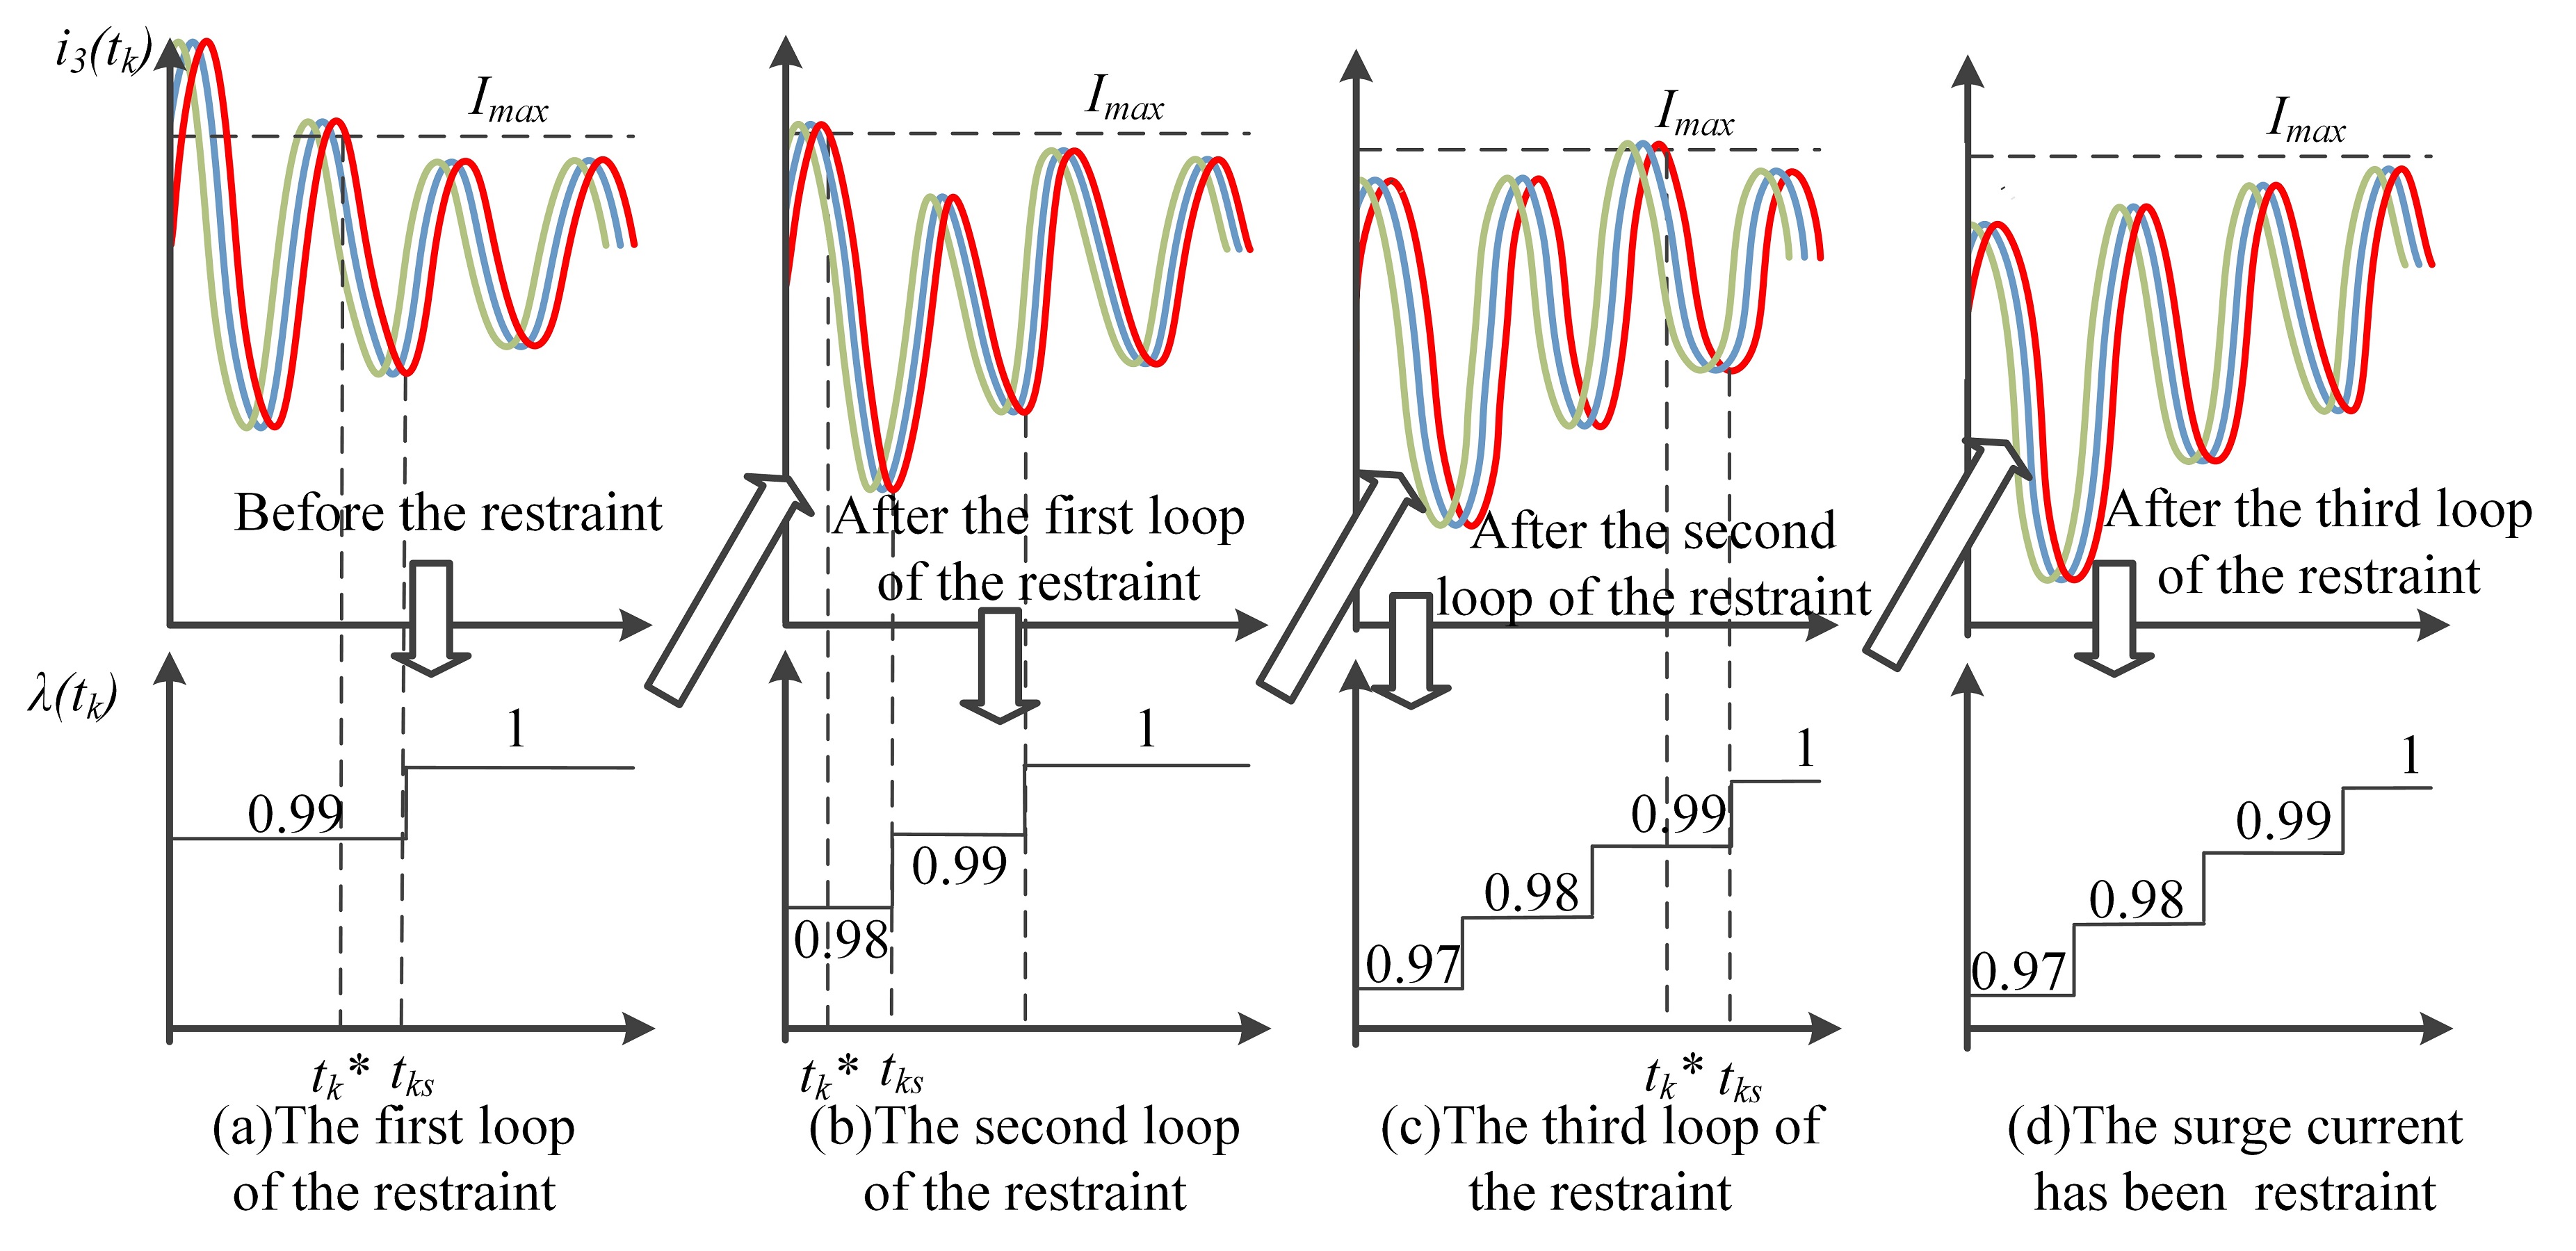 i3(tk)
Imax
Before the restraint
λ(tk)
0.99
1
tk* tks
(a)The first loop
of the restraint
Imax
After the first loop
of the restraint
0.98
0.99
1
tk* tks
(b)The second loop
of the restraint
Imax
After the second
loop of the restraint
0.97
0.98
0.99
1
tk* tks
(c)The third loop of
the restraint
Imax
After the third loop
of the restraint
0.97
0.98
0.99
1
(d)The surge current
has been restraint